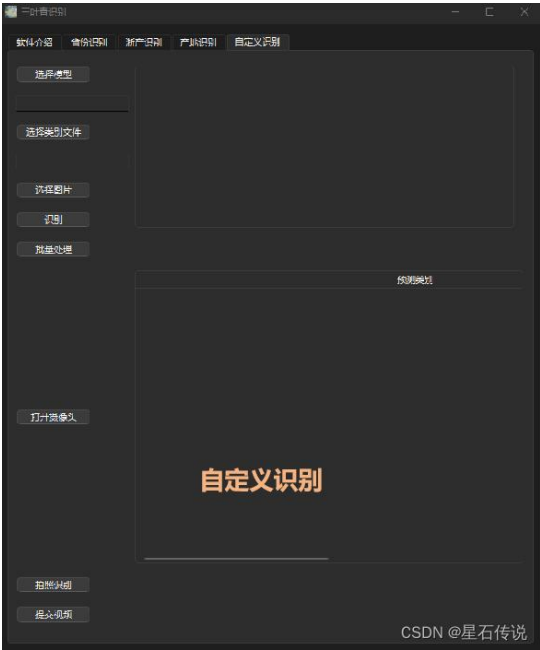 三叶青识别
软件介绍 省份识别 浙产识别 产地识别 自定义识别
选择模型
选择类别文件
选择图片
识别
批量处理
预测类别
打开摄像头
自定义识别
拍照识别
提交视频
CSDN @星石传说